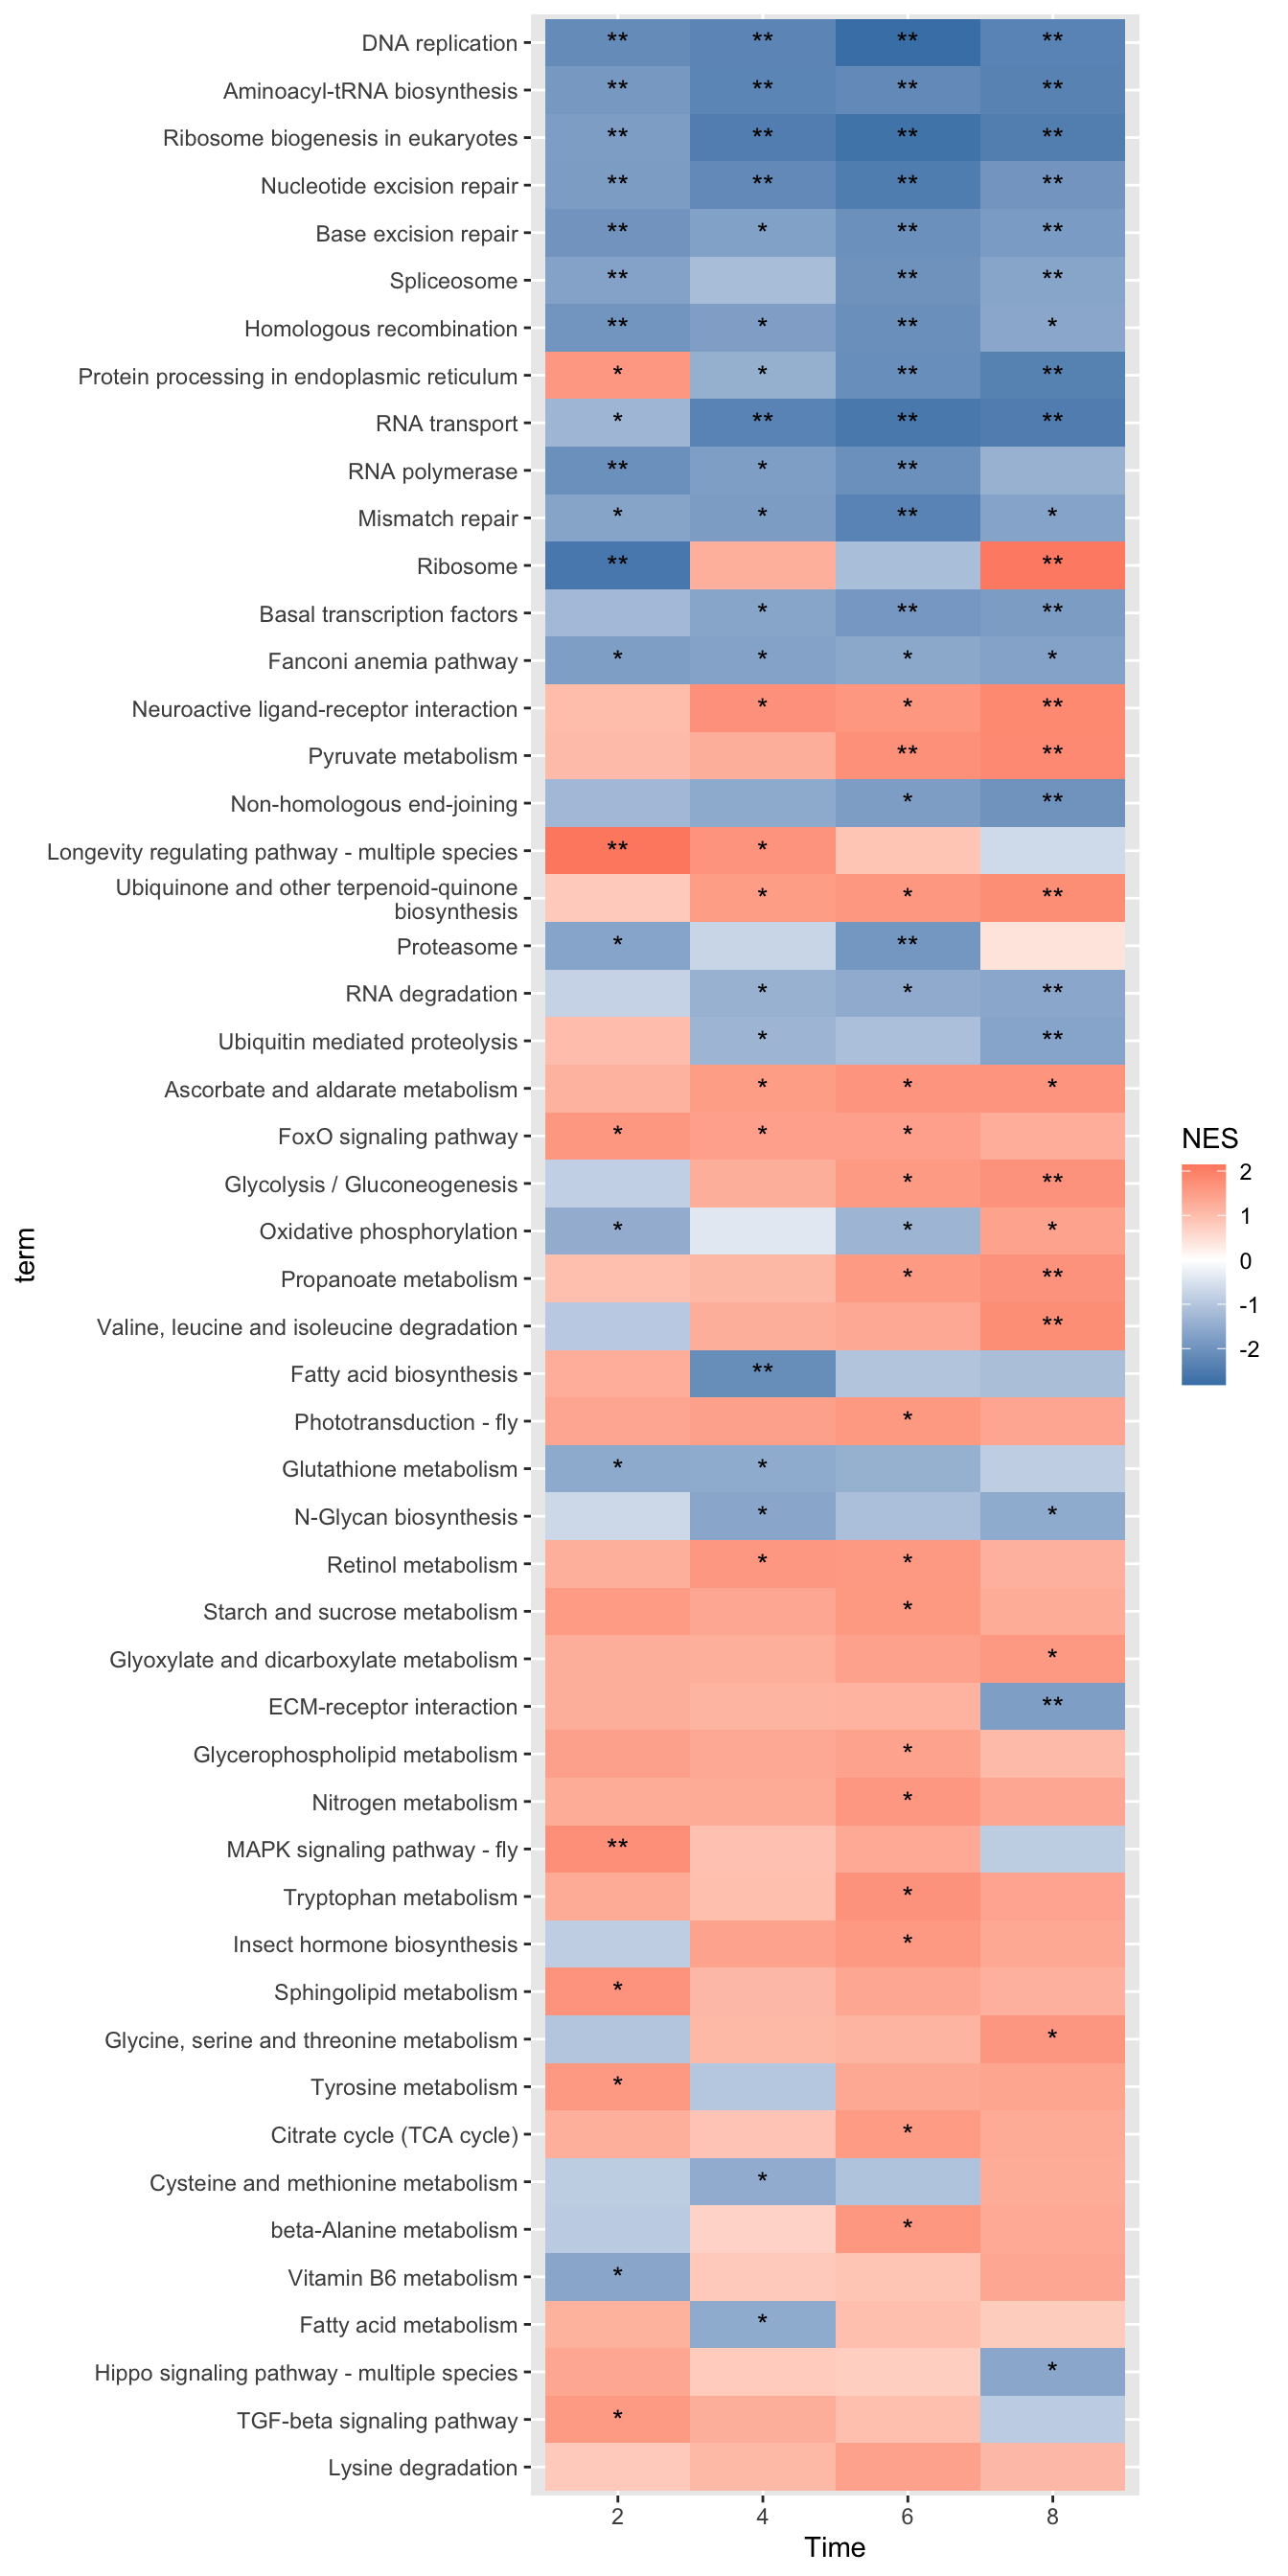 DNA replication ** ** ** **
Aminoacyl-tRNA biosynthesis ** ** ** **
Ribosome biogenesis in eukaryotes ** ** ** **
Nucleotide excision repair ** ** ** **
Base excision repair ** * ** **
Spliceosome ** ** **
Homologous recombination ** * ** *
Protein processing in endoplasmic reticulum * * ** **
RNA transport * ** ** **
RNA polymerase ** * **
Mismatch repair * * ** *
Ribosome ** **
Basal transcription factors * ** **
Fanconi anemia pathway * * * *
Neuroactive ligand-receptor interaction * * **
Pyruvate metabolism ** **
Non-homologous end-joining * **
Longevity regulating pathway - multiple species ** *
Ubiquinone and other terpenoid-quinone
biosynthesis * * **
Proteasome * **
RNA degradation * * **
Ubiquitin mediated proteolysis * **
Ascorbate and aldarate metabolism * * *
FoxO signaling pathway * * *
Glycolysis / Gluconeogenesis * **
Oxidative phosphorylation * * *
Propanoate metabolism * **
Valine, leucine and isoleucine degradation **
Fatty acid biosynthesis **
Phototransduction - fly *
Glutathione metabolism * *
N-Glycan biosynthesis * *
Retinol metabolism * *
Starch and sucrose metabolism *
Glyoxylate and dicarboxylate metabolism *
ECM-receptor interaction **
Glycerophospholipid metabolism *
Nitrogen metabolism *
MAPK signaling pathway - fly **
Tryptophan metabolism *
Insect hormone biosynthesis *
Sphingolipid metabolism *
Glycine, serine and threonine metabolism *
Tyrosine metabolism *
Citrate cycle (TCA cycle) *
Cysteine and methionine metabolism *
beta-Alanine metabolism *
Vitamin B6 metabolism *
Fatty acid metabolism *
Hippo signaling pathway - multiple species *
TGF-beta signaling pathway *
Lysine degradation
2 4 6 8
Time
term
NES
2
1
0
-1
-2